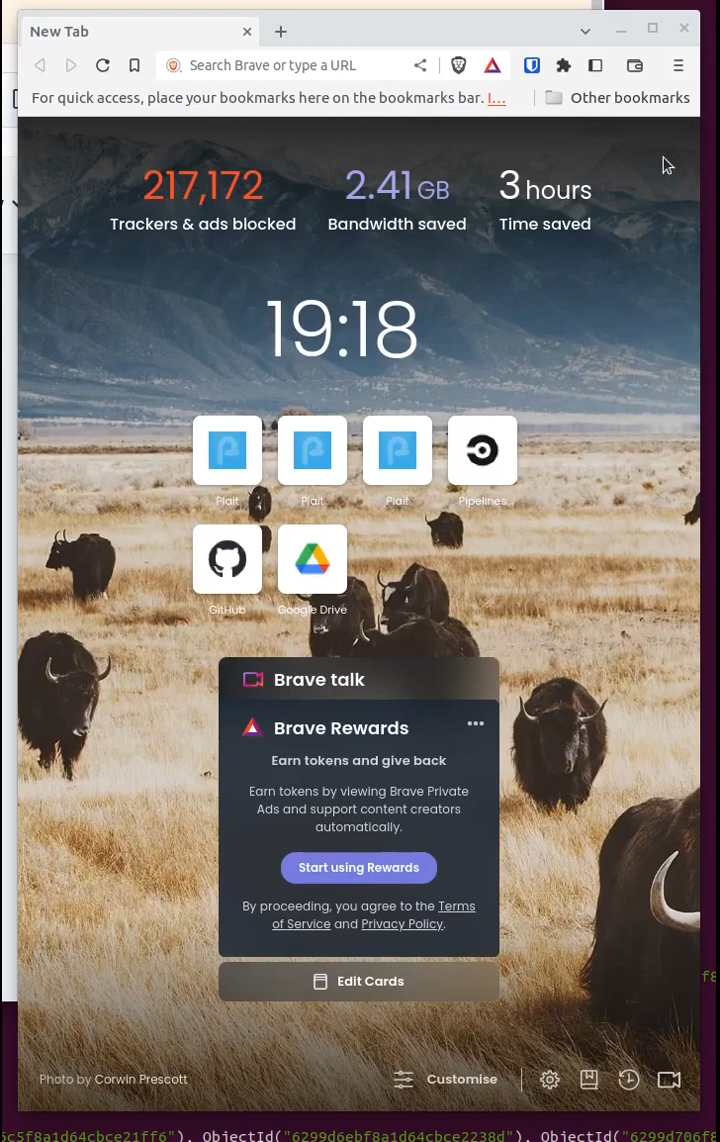 New Tab
Search Brave or type a URL
For quick access, place your bookmarks here on the bookmarks bar. I…
Other bookmarks
217,172
2.41 GB
3 hours
Trackers & ads blocked
Bandwidth saved
Time saved
19:18
Plait
Plait
Plait
Pipelines
GitHub
Google Drive
Brave talk
Brave Rewards
Earn tokens and give back
Earn tokens by viewing Brave Private
Ads and support content creators
automatically.
Start using Rewards
By proceeding, you agree to the Terms
of Service and Privacy Policy.
Edit Cards
f8
Photo by Corwin Prescott
Customise
5c5f8a1d64cbce21ff6"), ObjectId("6299d6ebf8a1d64cbce2238d"), ObjectId("6299d706f8